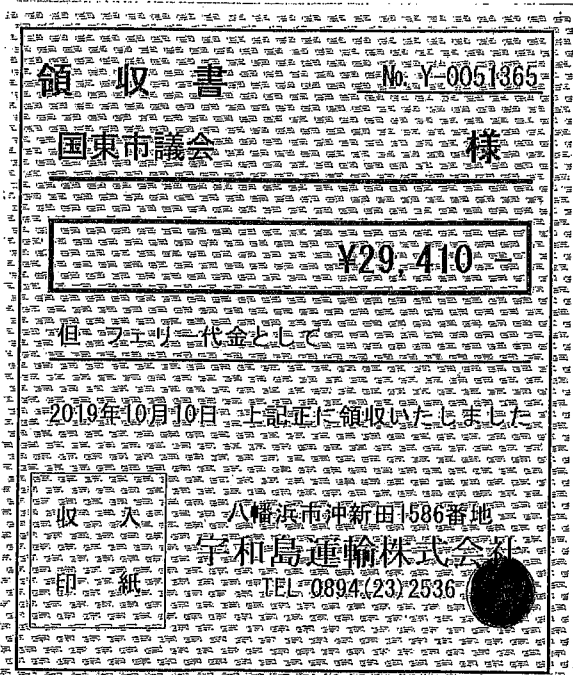 領収書 No. Y-0051365
国東市議会 様
¥29,410-
但 フェリー代金として
2019年10月10日 上記正に領収いたしました
収入
印紙
八幡浜市沖新田1586番地
宇和島運輸株式会社
TEL 0894(23)2536